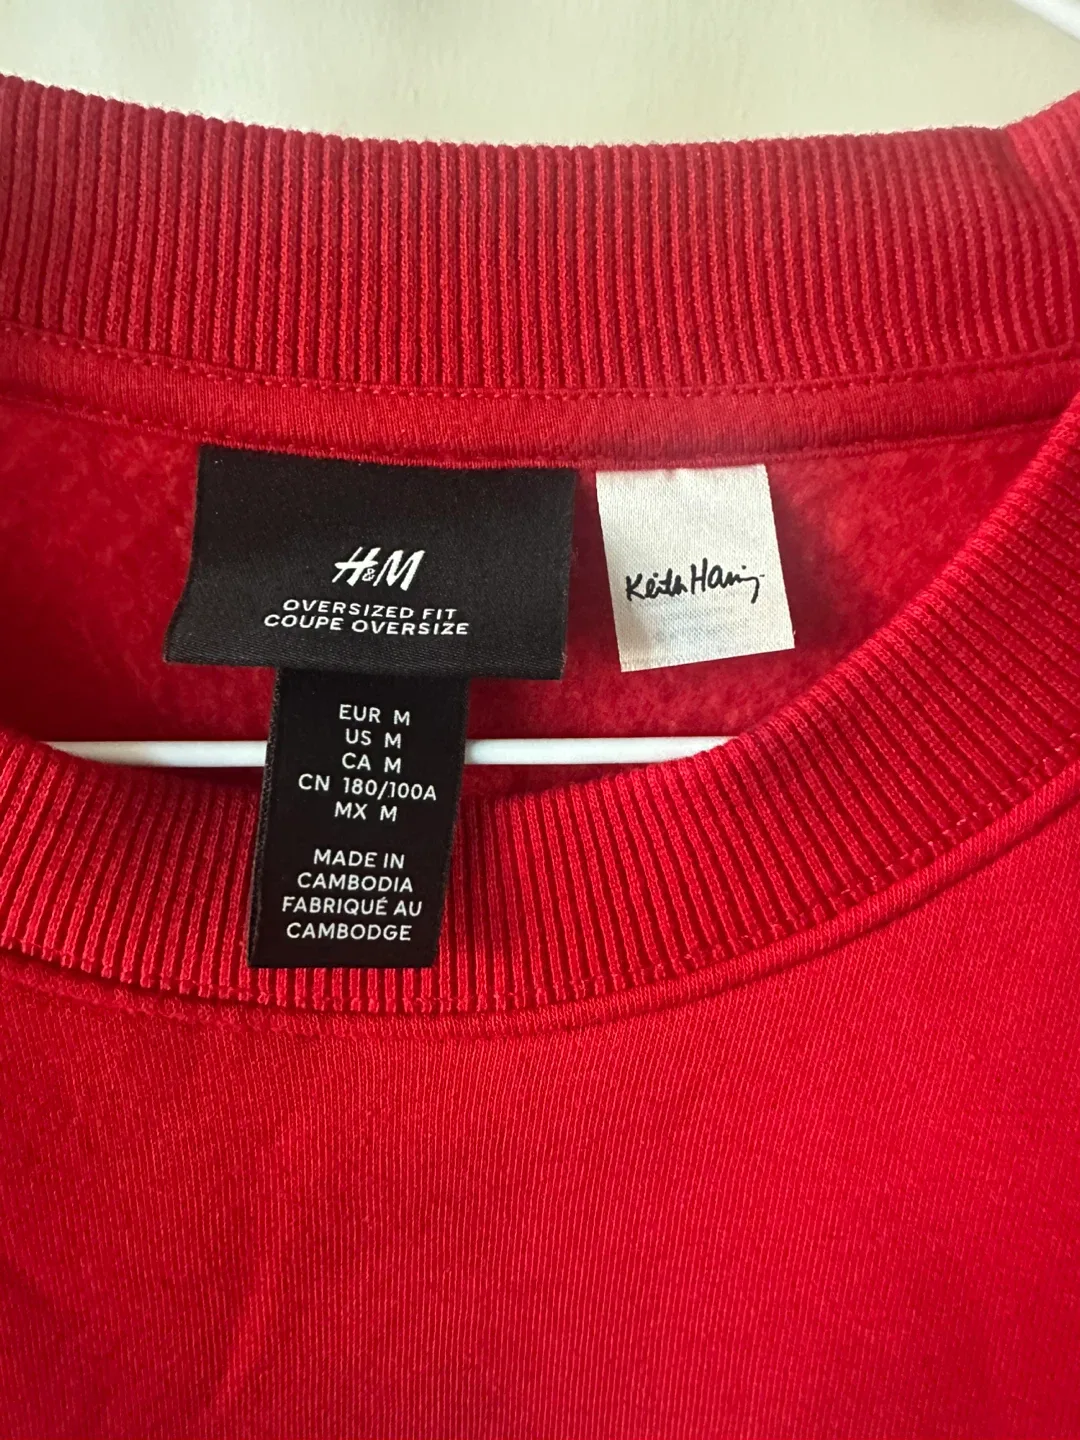 H&M
OVERSIZED FIT
COUPE OVERSIZE
Keith Haring
EUR M
US M
CA M
CN 180/100A
MX M
MADE IN
CAMBODIA
FABRIQUÉ AU
CAMBODGE